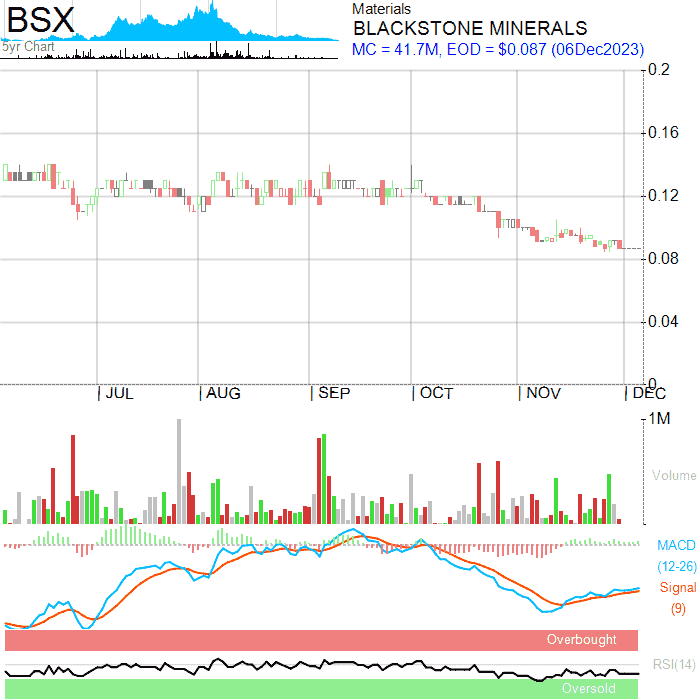 BSX
5yr Chart
Materials
BLACKSTONE MINERALS
MC = 41.7M, EOD = $0.087 (06Dec2023)
0.2
0.16
0.12
0.08
0.04
0
JUL
AUG
SEP
OCT
NOV
DEC
1M
Volume
MACD
(12-26)
Signal
(9)
Overbought
RSI(14)
Oversold